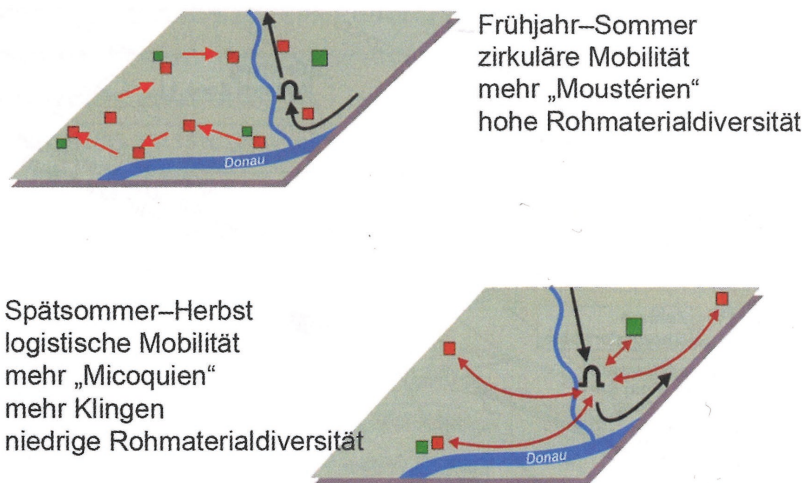 Frühjahr–Sommer
zirkuläre Mobilität
mehr „Moustérien“
hohe Rohmaterialdiversität
Donau
Spätsommer–Herbst
logistische Mobilität
mehr „Micoquien“
mehr Klingen
niedrige Rohmaterialdiversität
Donau